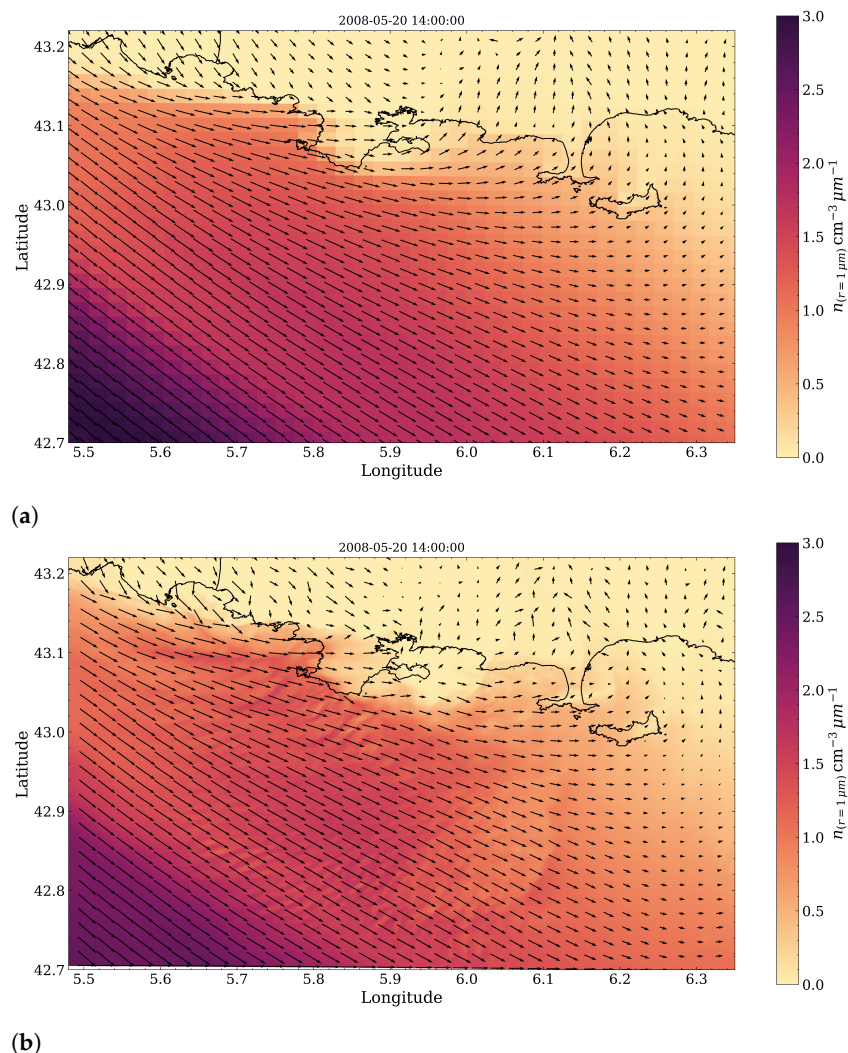 2008-05-20 14:00:00
43.2
43.1
43.0
42.9
42.8
42.7
Latitude
5.5 5.6 5.7 5.8 5.9 6.0 6.1 6.2 6.3
Longitude
3.0
2.5
2.0
1.5
1.0
0.5
0.0
n(r = 1 μm) cm⁻³ μm⁻¹
(a)
2008-05-20 14:00:00
43.2
43.1
43.0
42.9
42.8
42.7
Latitude
5.5 5.6 5.7 5.8 5.9 6.0 6.1 6.2 6.3
Longitude
3.0
2.5
2.0
1.5
1.0
0.5
0.0
n(r = 1 μm) cm⁻³ μm⁻¹
(b)